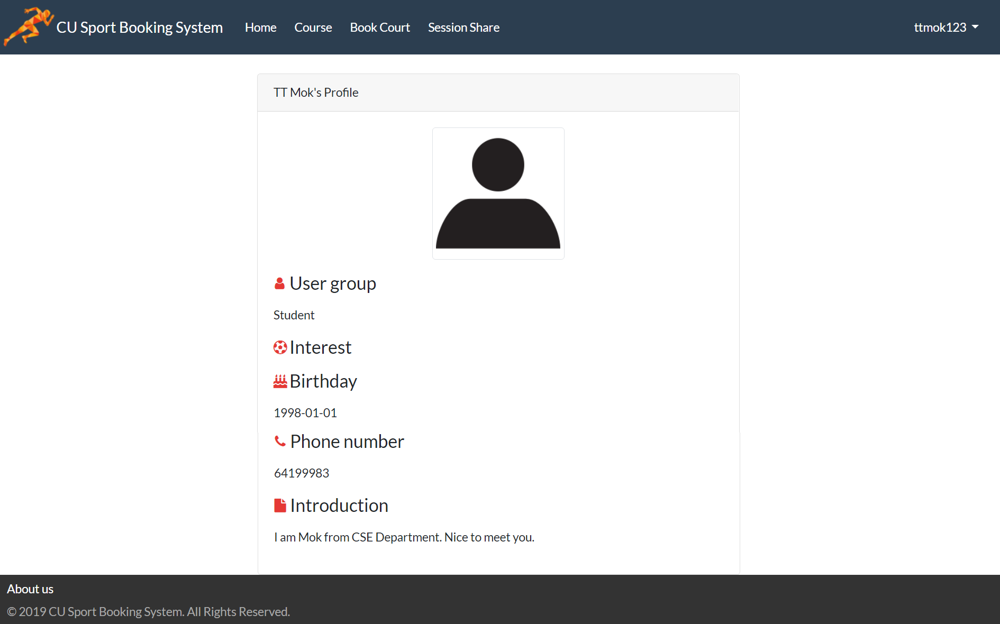 CU Sport Booking System Home Course Book Court Session Share ttmok123
TT Mok's Profile
User group
Student
Interest
Birthday
1998-01-01
Phone number
64199983
Introduction
I am Mok from CSE Department. Nice to meet you.
About us
© 2019 CU Sport Booking System. All Rights Reserved.